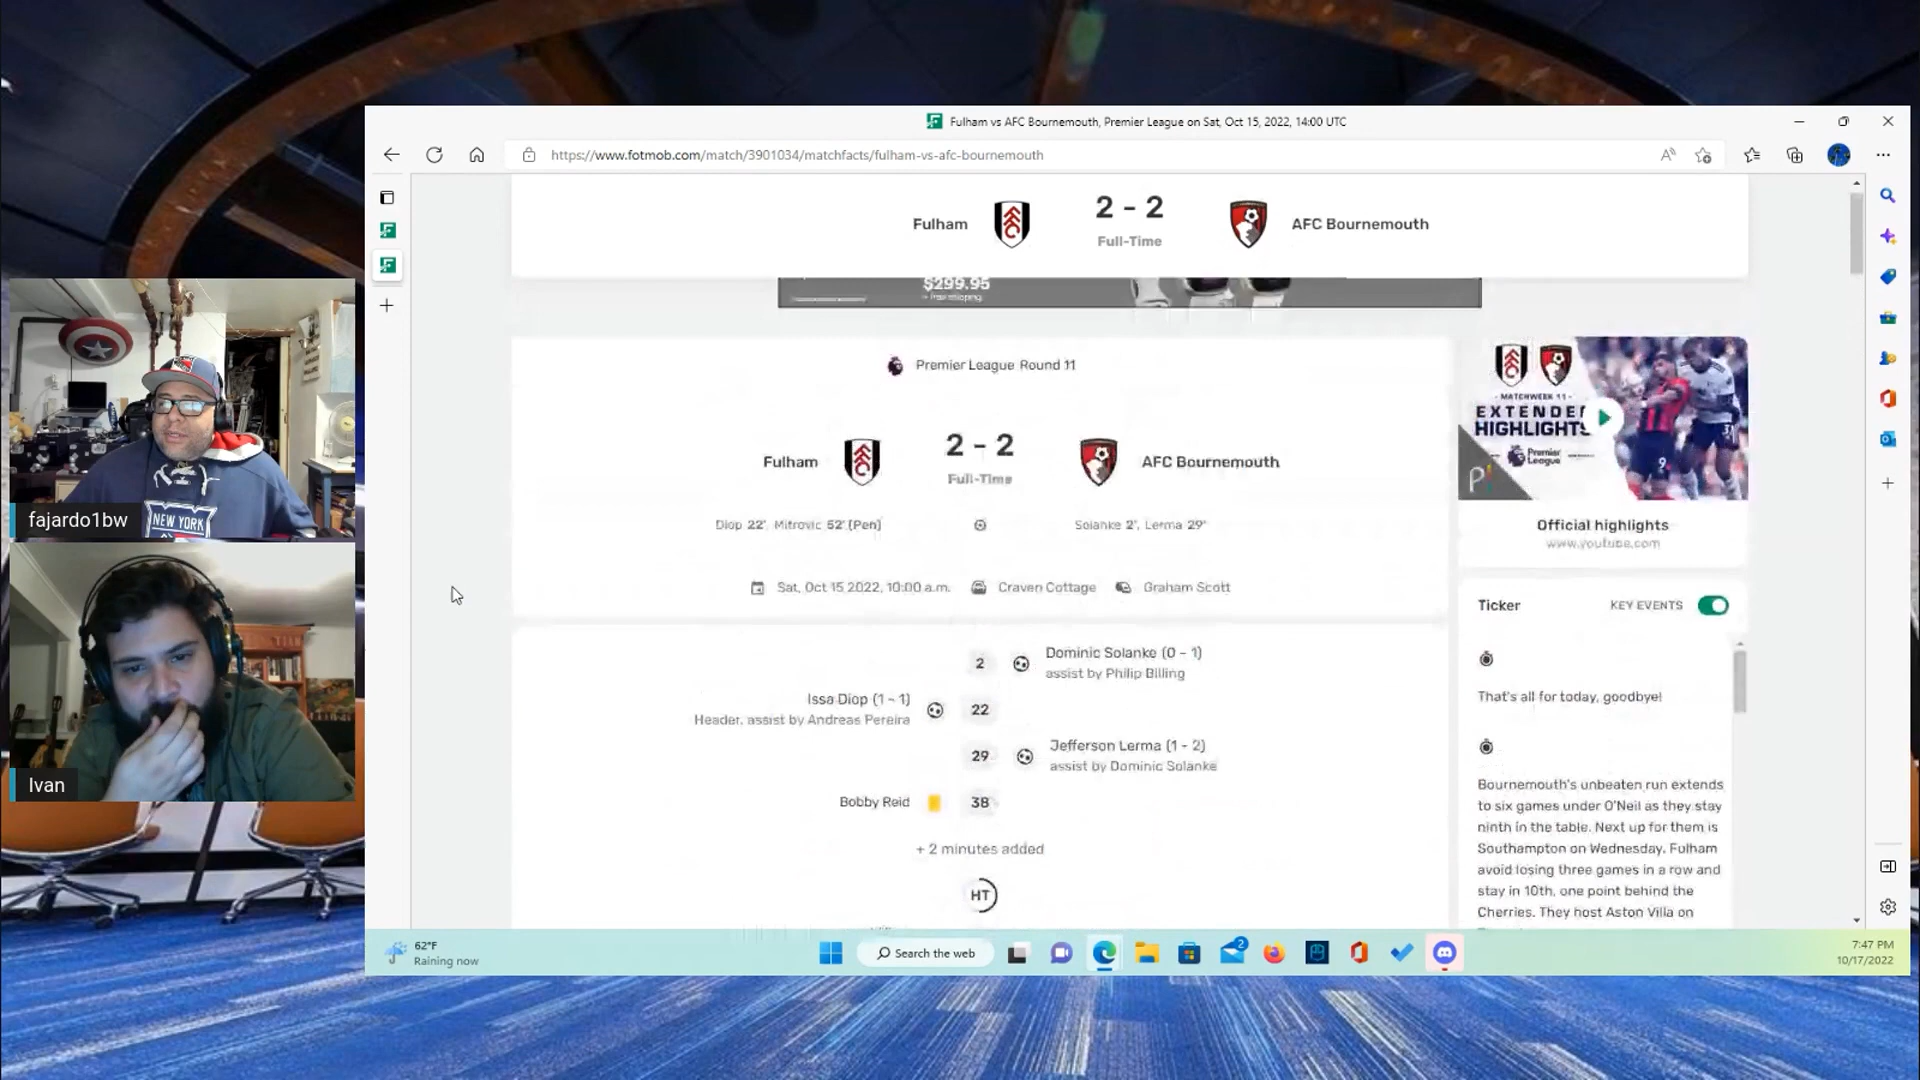 Fulham vs AFC Bournemouth, Premier League on Sat, Oct 15, 2022, 14:00 UTC
https://www.fotmob.com/match/3901034/matchfacts/fulham-vs-afc-bournemouth
Fulham 2 - 2 AFC Bournemouth
Full-Time
$299.95
Premier League Round 11
Fulham 2 - 2 AFC Bournemouth
Full-Time
Diop 22', Mitrovic 52' (Pen) Solanke 2', Lerma 29'
Sat, Oct 15 2022, 10:00 a.m. Craven Cottage Graham Scott
2 Dominic Solanke (0 - 1)
assist by Philip Billing
Issa Diop (1 - 1) 22
Header, assist by Andreas Pereira
29 Jefferson Lerma (1 - 2)
assist by Dominic Solanke
Bobby Reid 38
+ 2 minutes added
HT
- MATCHWEEK 11 -
EXTENDED
HIGHLIGHTS
Premier
League
9
Official highlights
www.youtube.com
Ticker KEY EVENTS
That's all for today, goodbye!
Bournemouth's unbeaten run extends
to six games under O'Neil as they stay
ninth in the table. Next up for them is
Southampton on Wednesday. Fulham
avoid losing three games in a row and
stay in 10th, one point behind the
Cherries. They host Aston Villa on
fajardo1bw
NEW YORK
Ivan
62°F
Raining now
Search the web
2
7:47 PM
10/17/2022